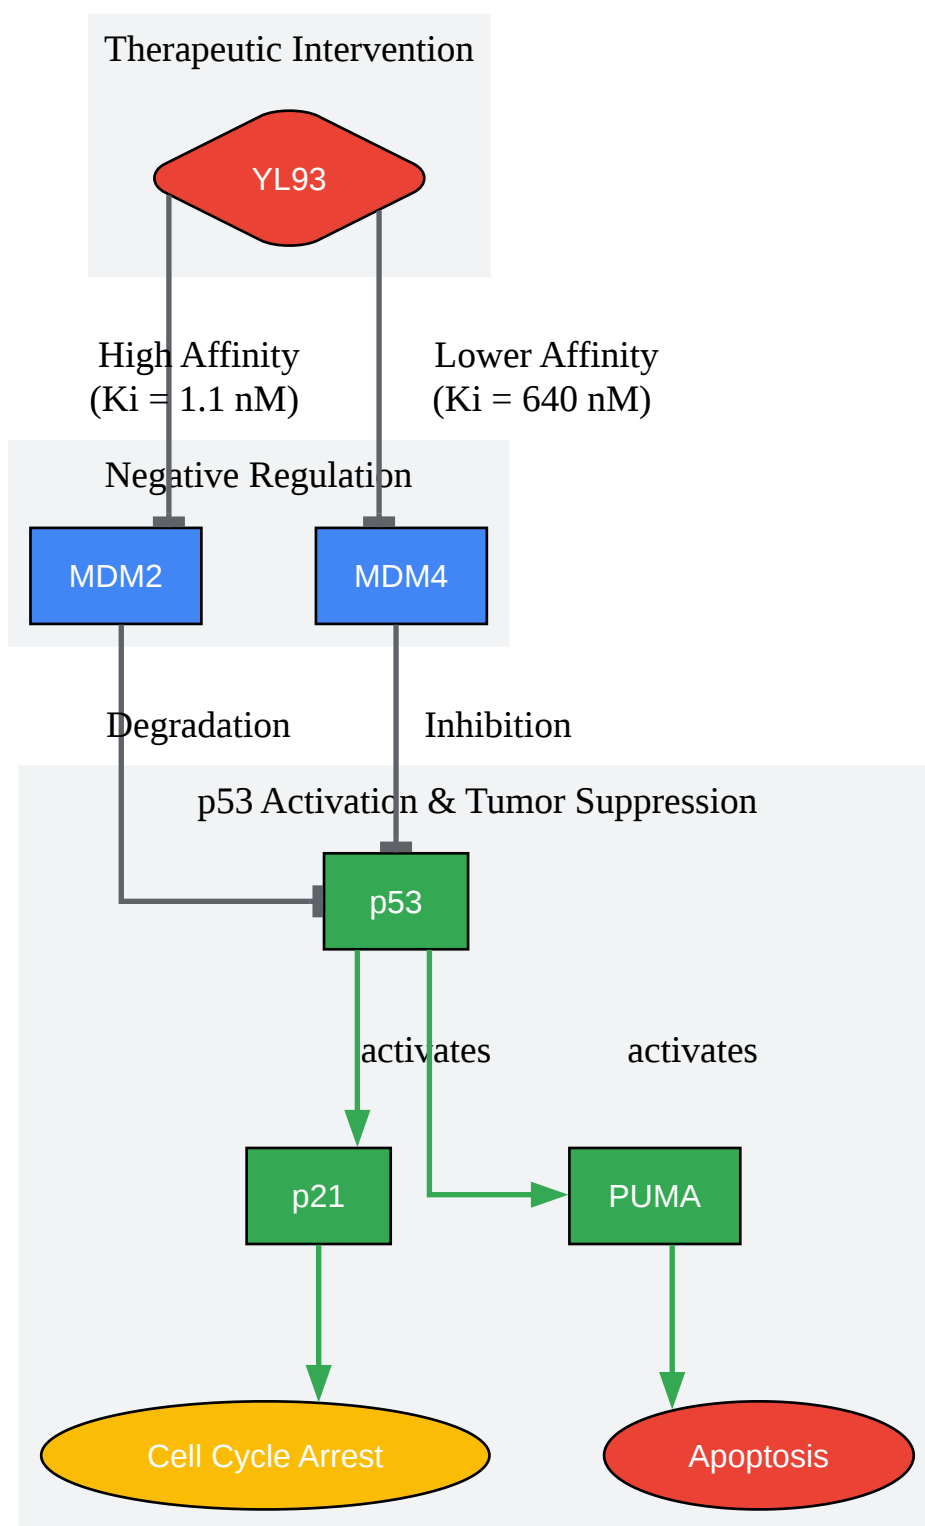 Therapeutic Intervention
YL93
High Affinity
(Ki = 1.1 nM)
Lower Affinity
(Ki = 640 nM)
Negative Regulation
MDM2
MDM4
Degradation
Inhibition
p53 Activation & Tumor Suppression
p53
activates
activates
p21
PUMA
Cell Cycle Arrest
Apoptosis